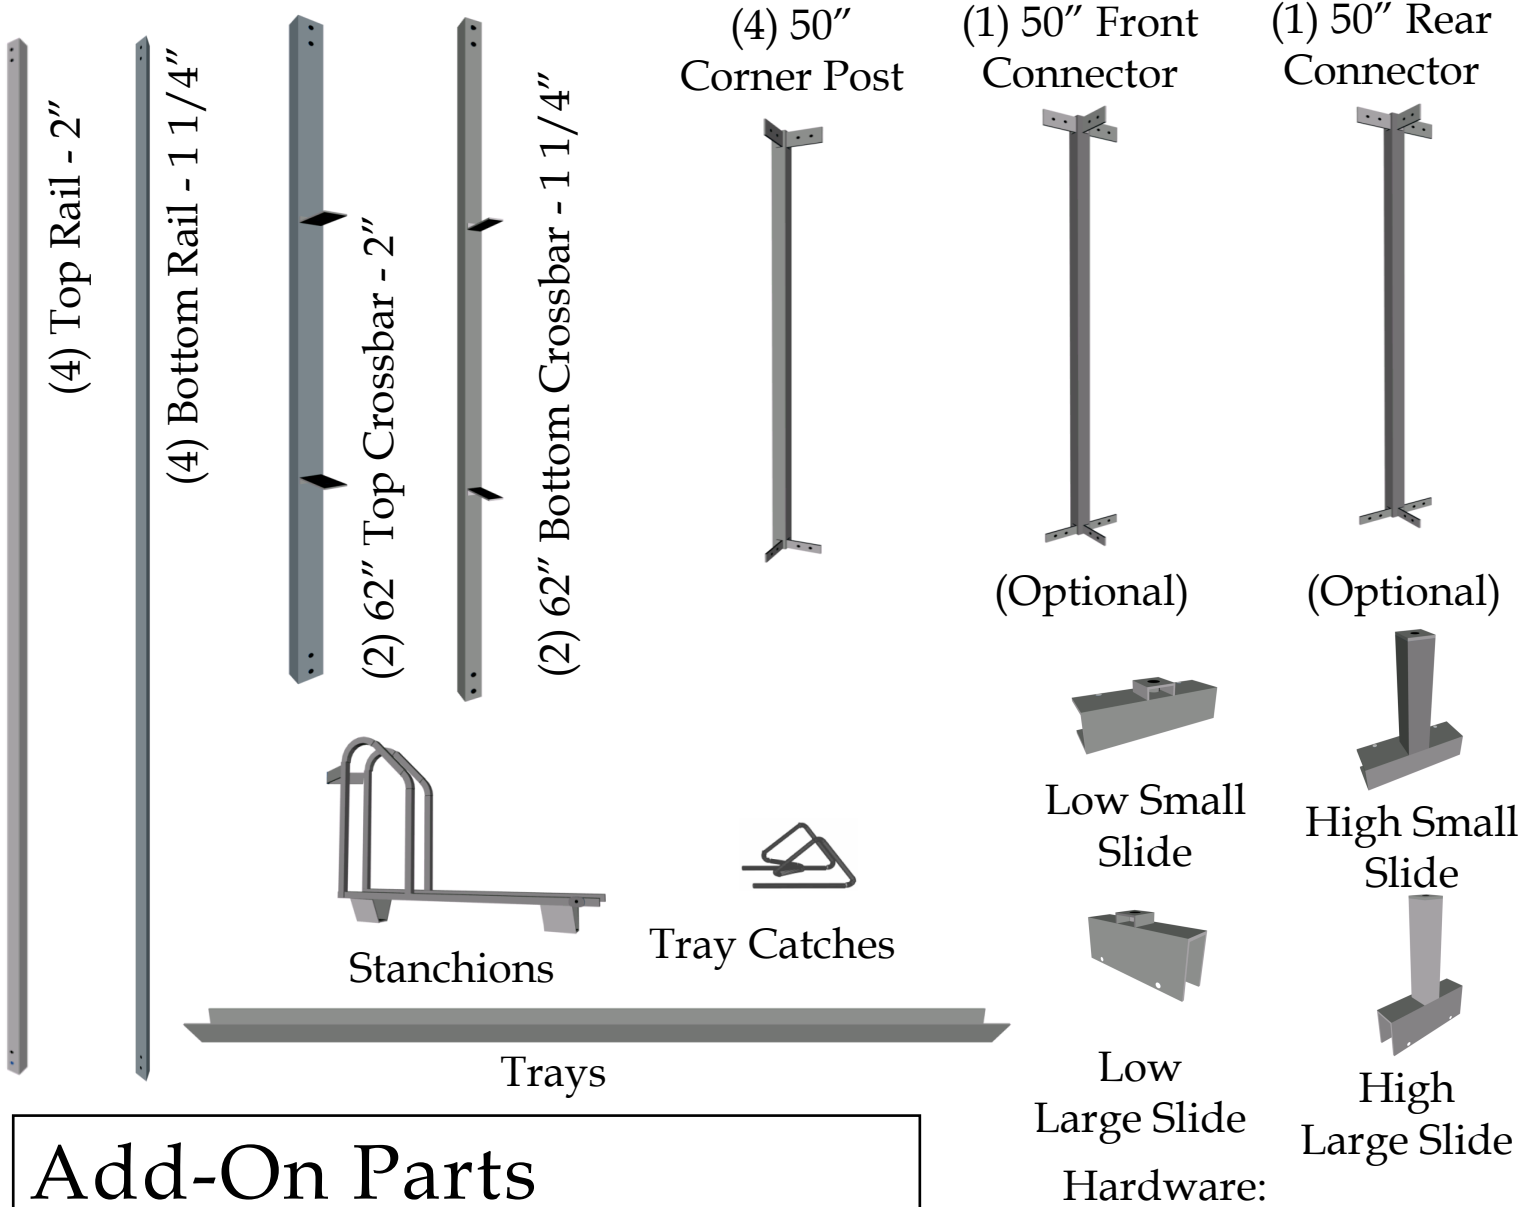 (4) Top Rail - 2”
(4) Bottom Rail - 1 1/4”
(2) 62” Top Crossbar - 2”
(2) 62” Bottom Crossbar - 1 1/4”
(4) 50”
Corner Post
(1) 50” Front
Connector
(Optional)
(1) 50” Rear
Connector
(Optional)
Low Small
Slide
High Small
Slide
Stanchions
Tray Catches
Trays
Low
Large Slide
High
Large Slide
Add-On Parts
Hardware: